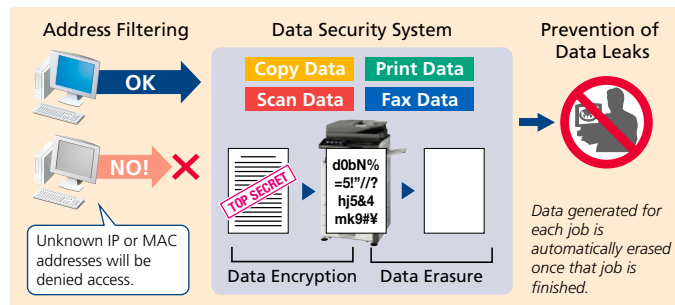 Address Filtering
OK
NO!
Unknown IP or MAC
addresses will be
denied access.
Data Security System
Copy Data
Print Data
Scan Data
Fax Data
TOP SECRET
d0bN%
=5!”//?
hj5&4
mk9#¥
Data Encryption
Data Erasure
Prevention of
Data Leaks
Data generated for
each job is
automatically erased
once that job is
finished.